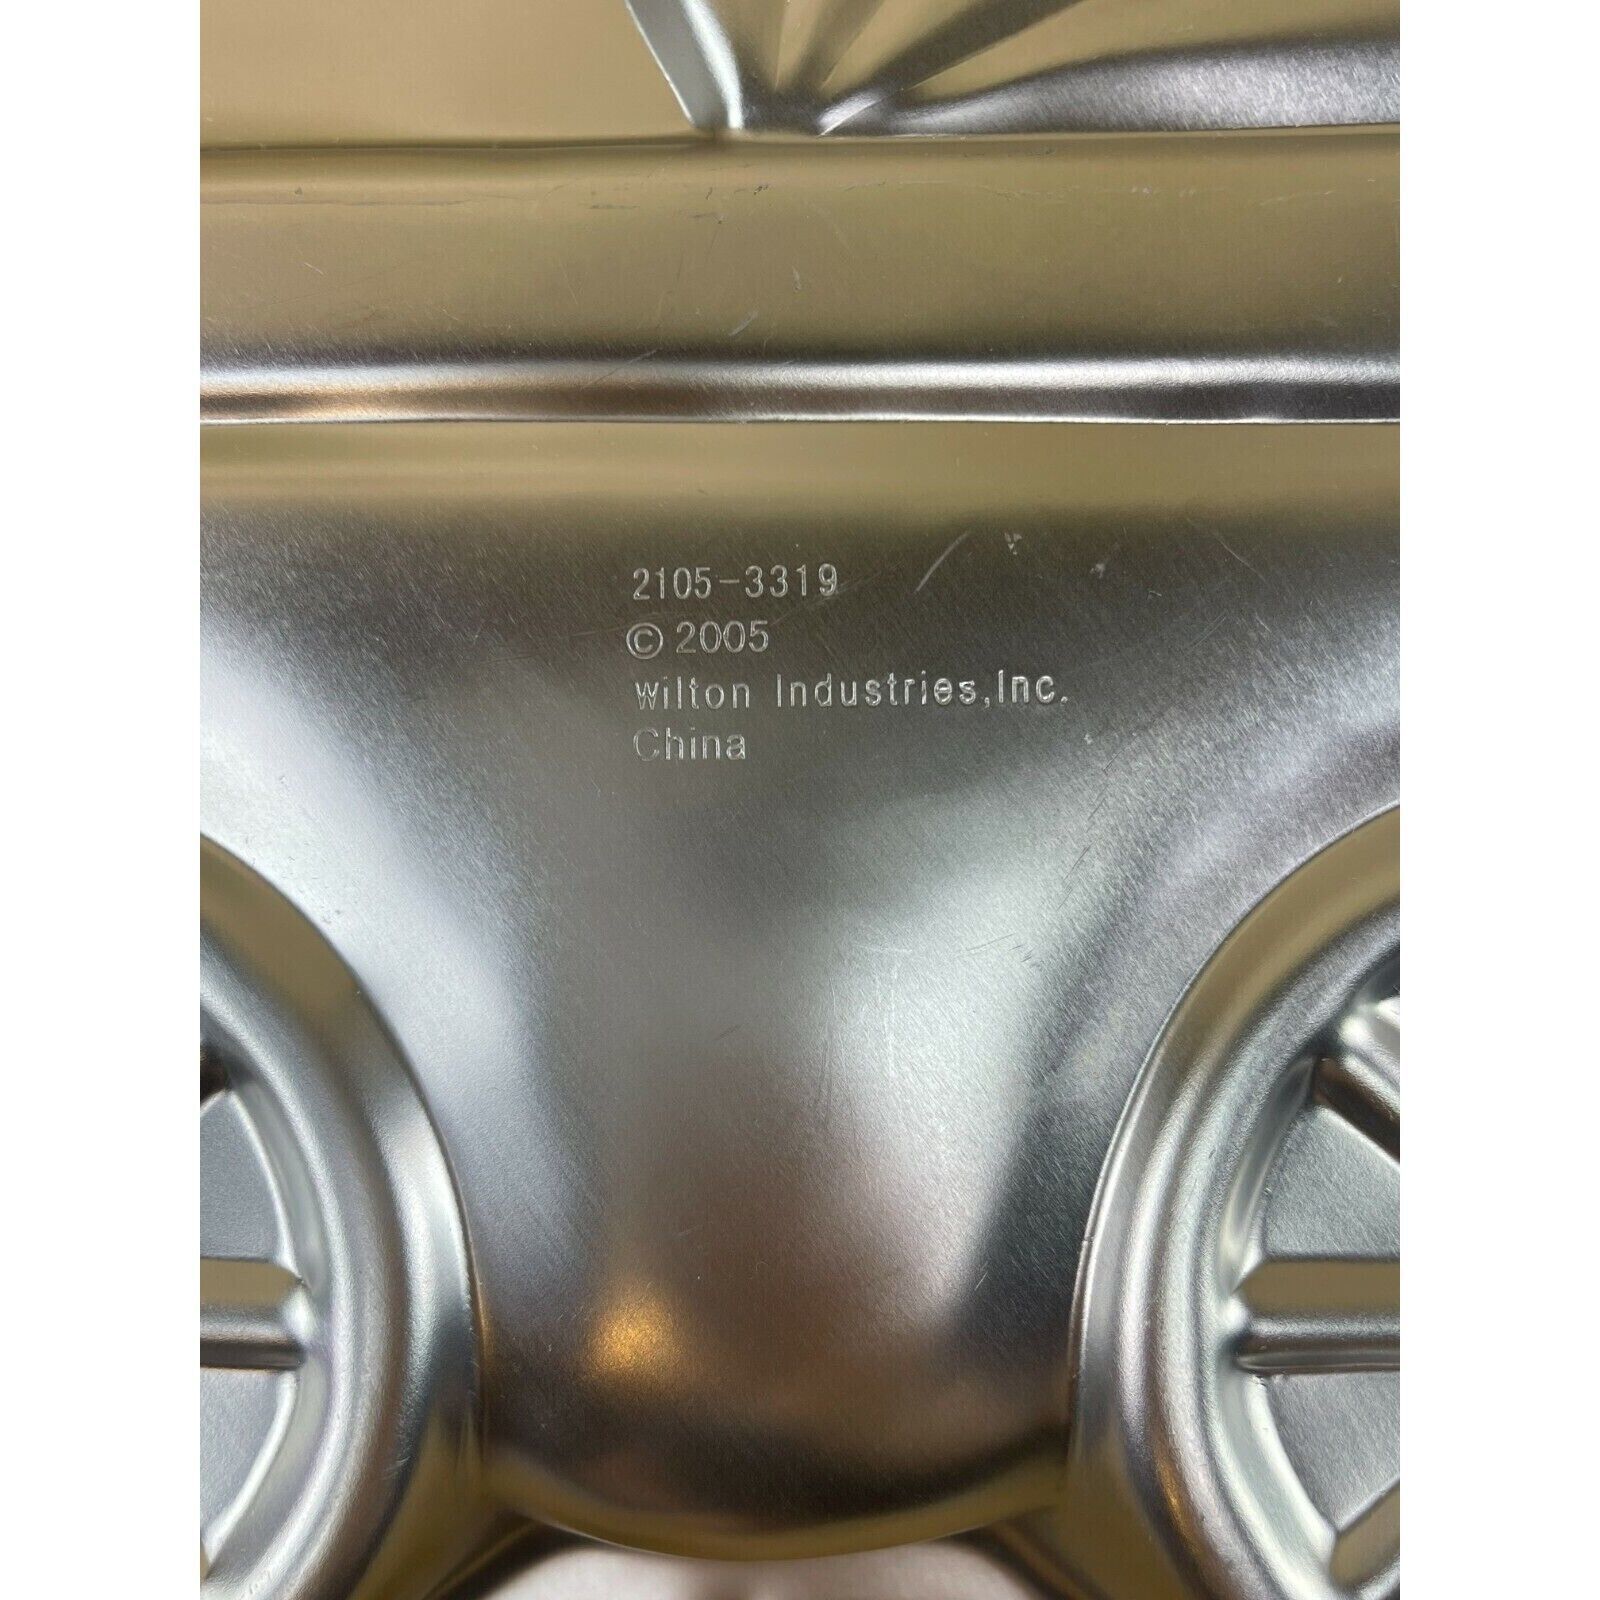 2105-3319
© 2005
Wilton Industries,Inc.
China